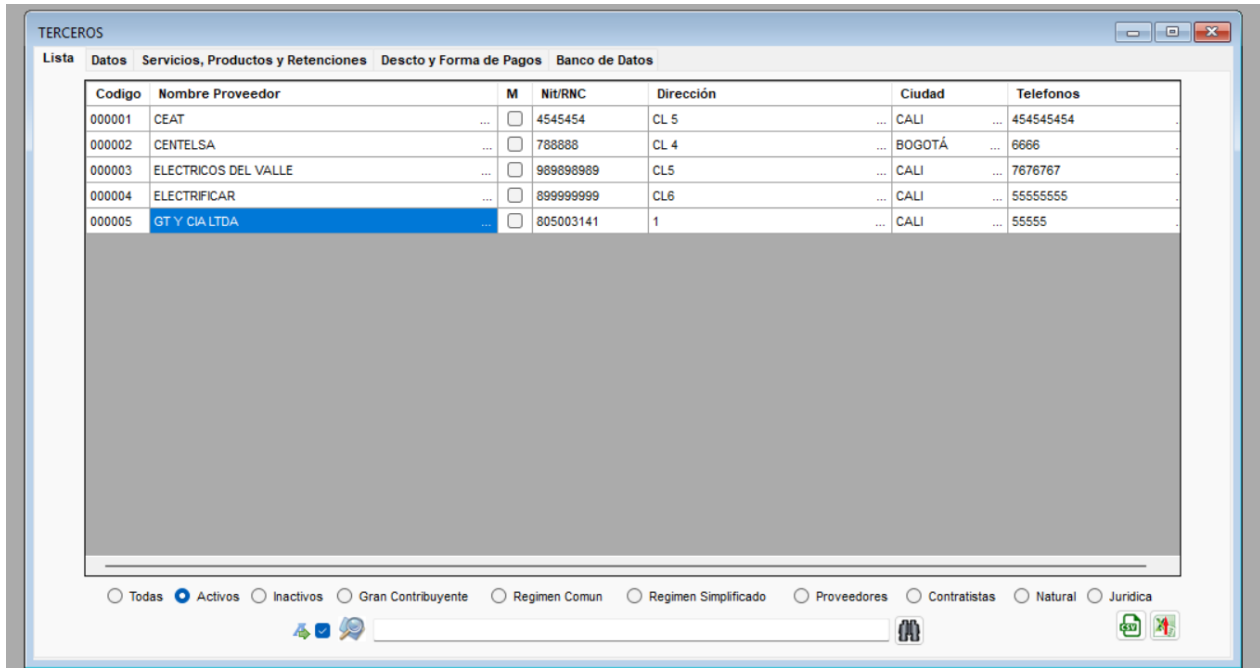 TERCEROS
Lista Datos Servicios, Productos y Retenciones Descto y Forma de Pagos Banco de Datos
Codigo Nombre Proveedor M Nit/RNC Dirección Ciudad Telefonos
000001 CEAT ... 4545454 CL 5 ... CALI ... 454545454 .
000002 CENTELSA ... 788888 CL 4 ... BOGOTÁ ... 6666 .
000003 ELECTRICOS DEL VALLE ... 989898989 CL5 ... CALI ... 7676767 .
000004 ELECTRIFICAR ... 899999999 CL6 ... CALI ... 55555555 .
000005 GT Y CIA LTDA ... 805003141 1 ... CALI ... 55555 .
Todas Activos Inactivos Gran Contribuyente Regimen Comun Regimen Simplificado Proveedores Contratistas Natural Juridica
CSV